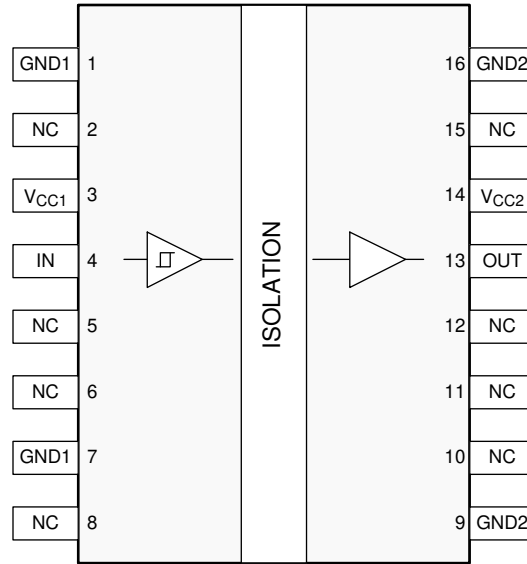 GND1 1 16 GND2
NC 2 15 NC
VCC1 3 14 VCC2
IN 4 13 OUT
NC 5 12 NC
NC 6 11 NC
GND1 7 10 NC
NC 8 9 GND2
ISOLATION